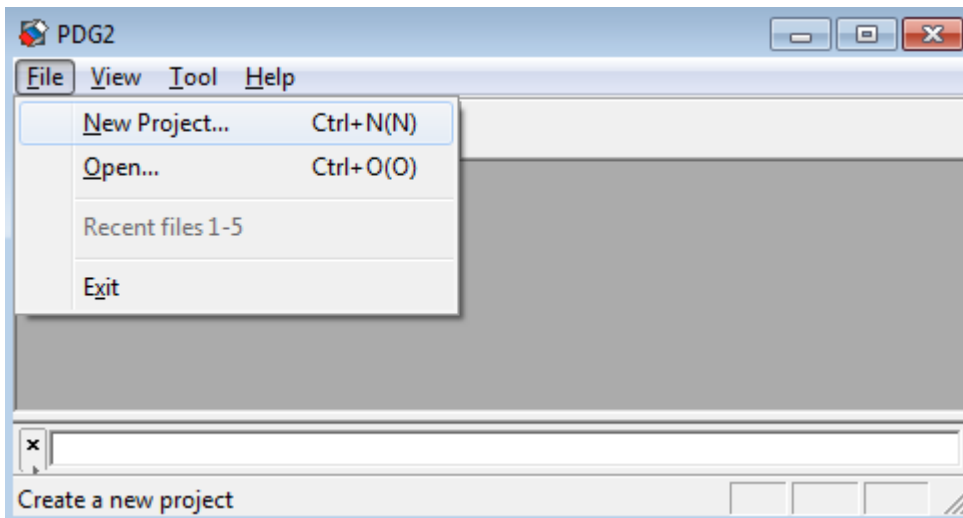 PDG2
File View Tool Help
New Project... Ctrl+N(N)
Open... Ctrl+O(O)
Recent files 1-5
Exit
Create a new project